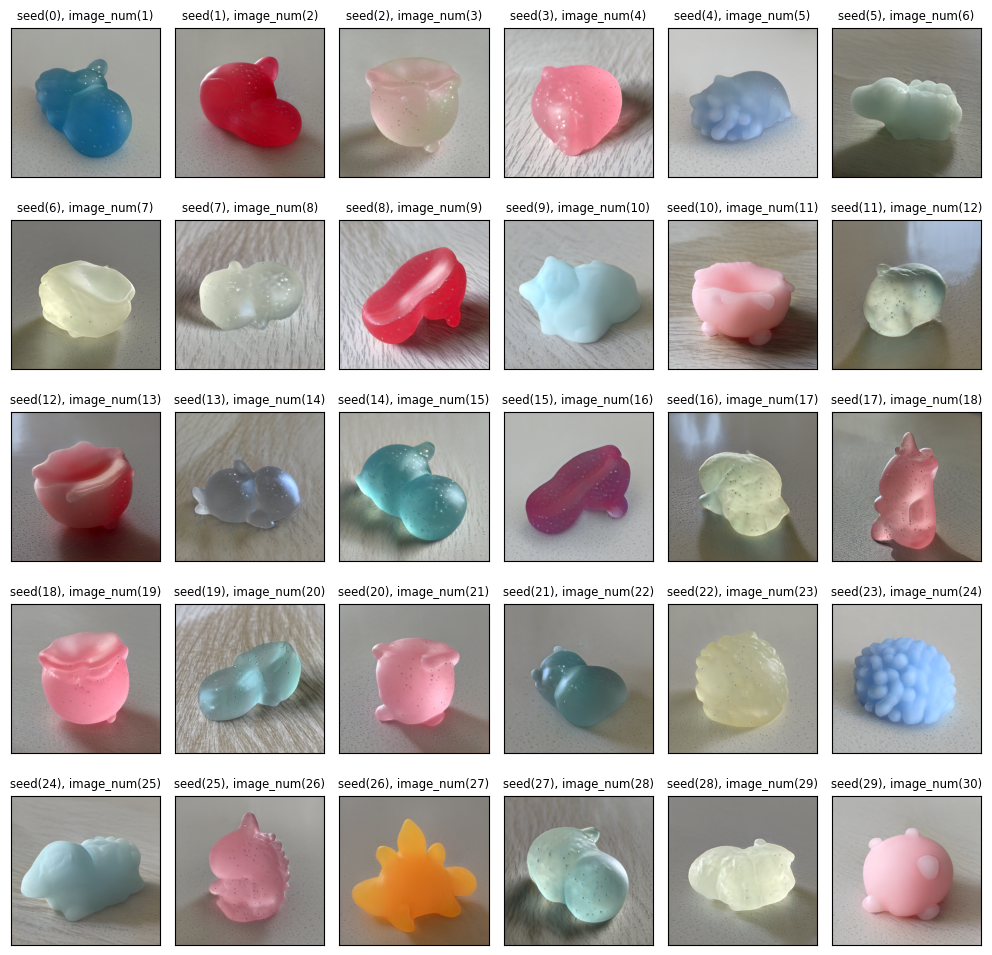 seed(0), image_num(1)
seed(1), image_num(2)
seed(2), image_num(3)
seed(3), image_num(4)
seed(4), image_num(5)
seed(5), image_num(6)
seed(6), image_num(7)
seed(7), image_num(8)
seed(8), image_num(9)
seed(9), image_num(10)
seed(10), image_num(11)
seed(11), image_num(12)
seed(12), image_num(13)
seed(13), image_num(14)
seed(14), image_num(15)
seed(15), image_num(16)
seed(16), image_num(17)
seed(17), image_num(18)
seed(18), image_num(19)
seed(19), image_num(20)
seed(20), image_num(21)
seed(21), image_num(22)
seed(22), image_num(23)
seed(23), image_num(24)
seed(24), image_num(25)
seed(25), image_num(26)
seed(26), image_num(27)
seed(27), image_num(28)
seed(28), image_num(29)
seed(29), image_num(30)